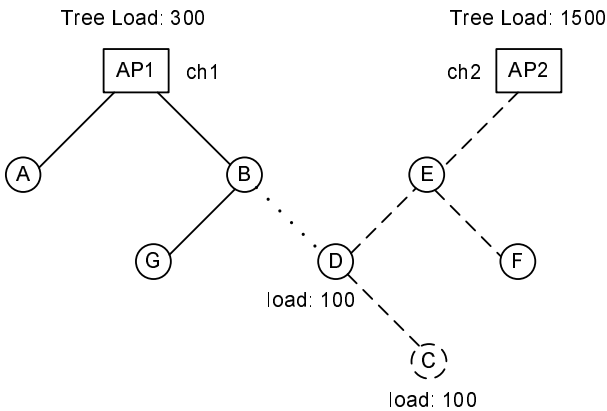 Tree Load: 300
Tree Load: 1500
AP1
ch1
ch2
AP2
A
B
E
G
D
F
load: 100
C
load: 100